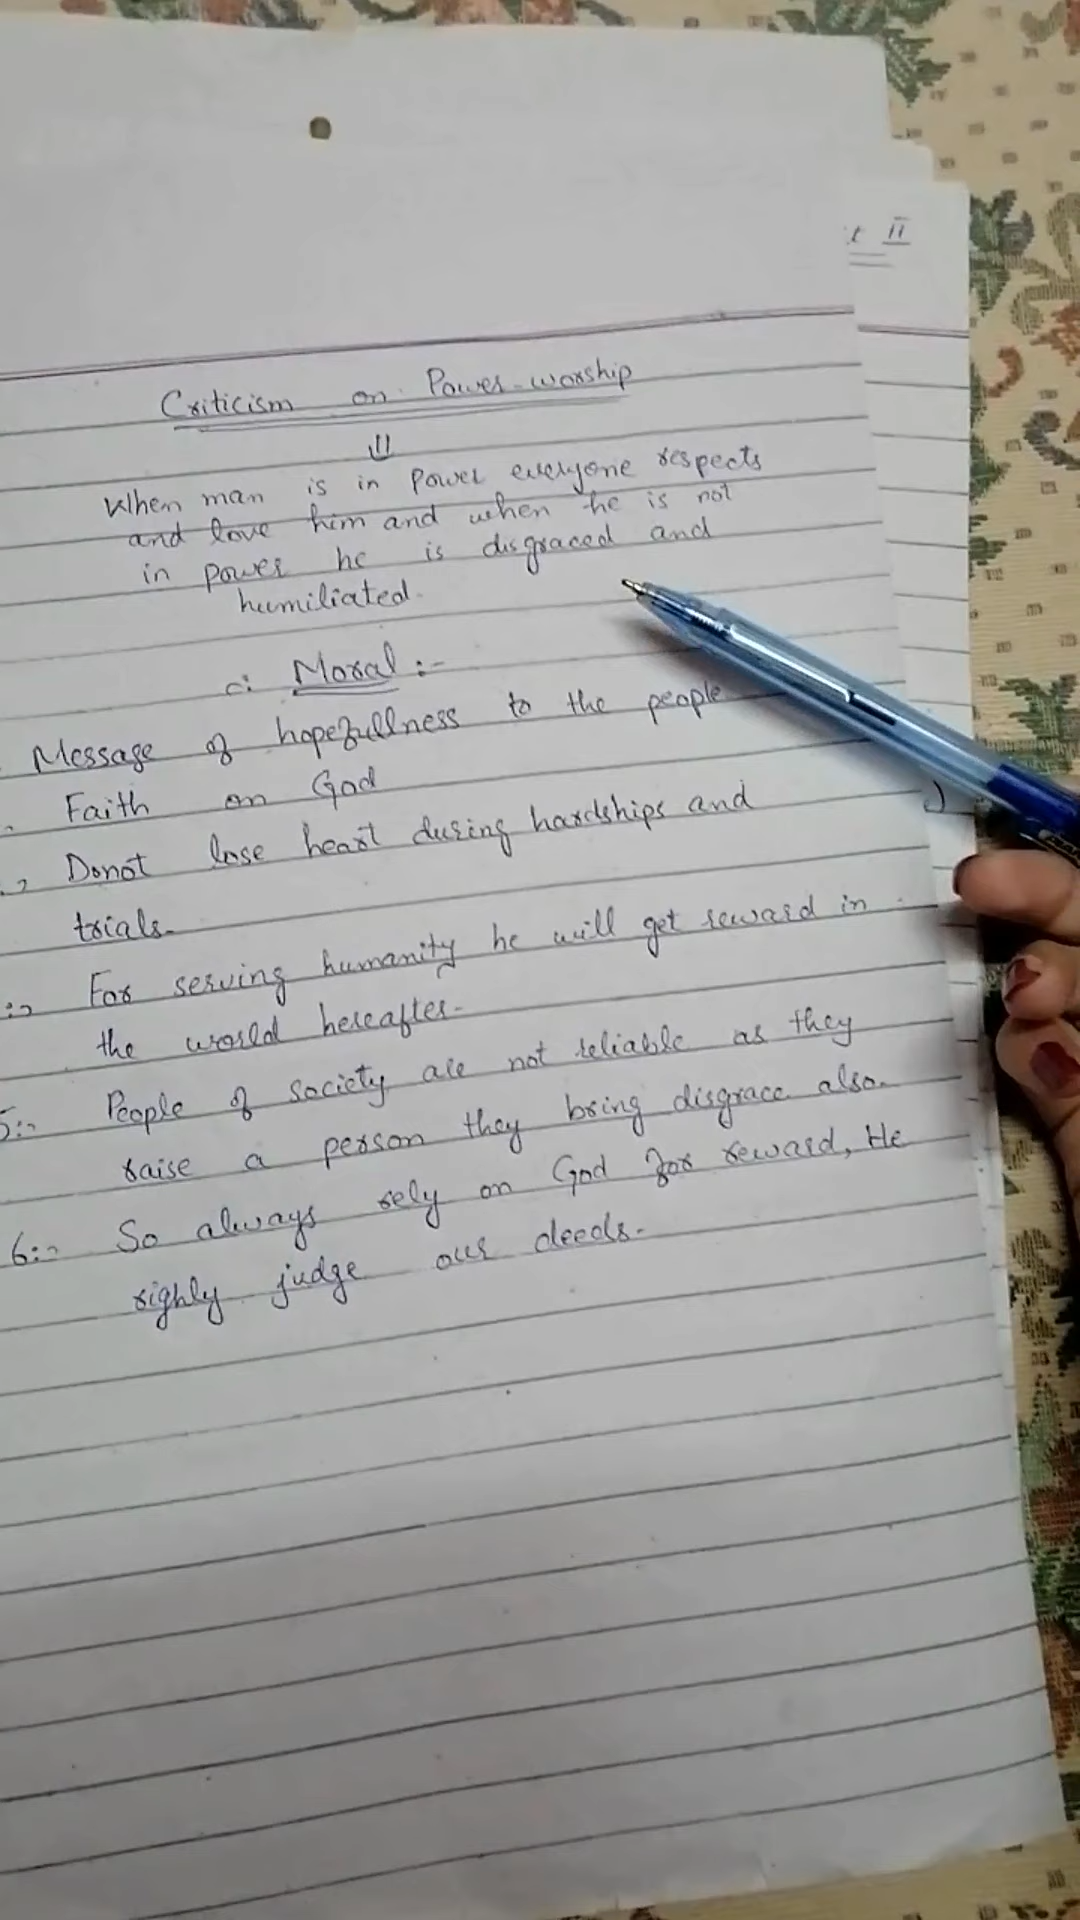 t II
Criticism on Power-worship
⇓
When man is in Power everyone respects
and love him and when he is not
in power he is disgraced and
humiliated.
c: Moral :-
Message of hopefullness to the people
Faith on God
Donot lose heart during hardships and
trials.
For serving humanity he will get reward in
the world hereafter.
5:- People of society are not reliable as they
raise a person they bring disgrace also.
6:- So always rely on God for reward, He
righly judge our deeds.